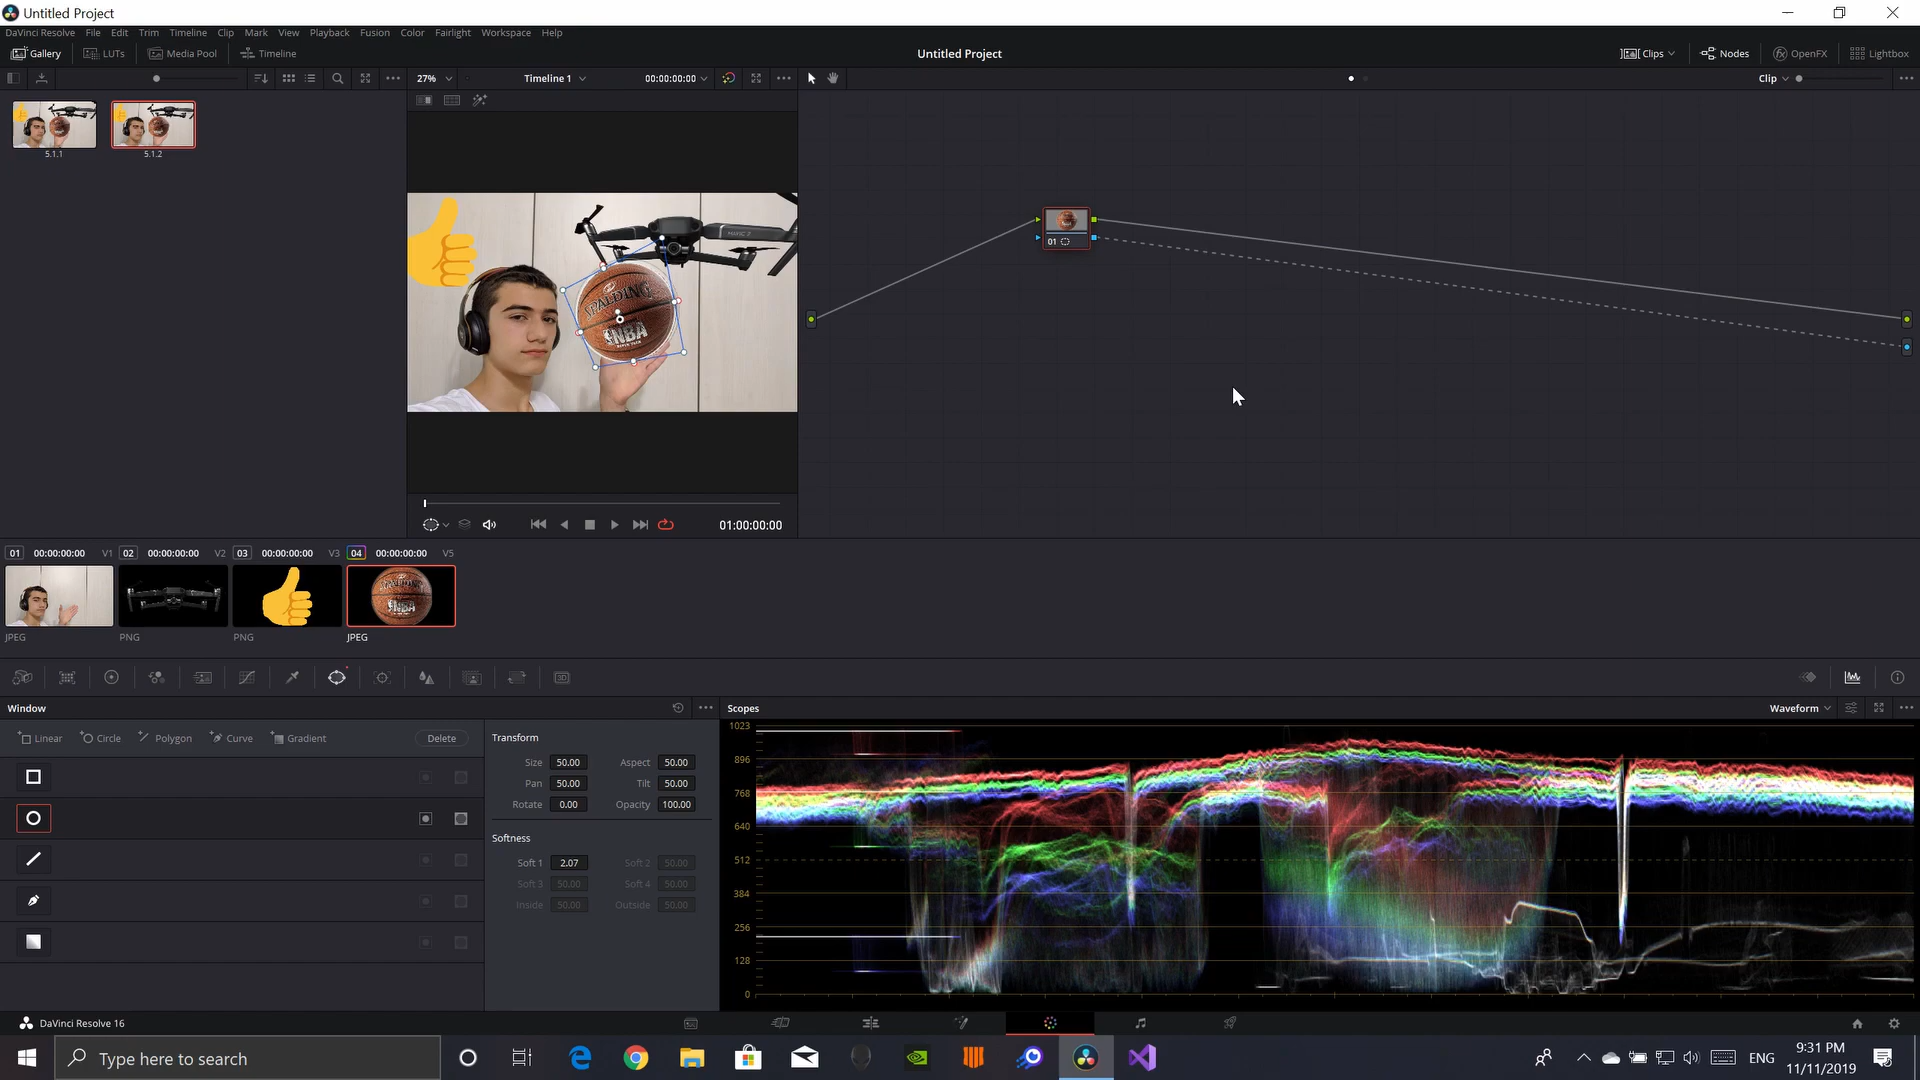 Untitled Project
DaVinci Resolve File Edit Trim Timeline Clip Mark View Playback Fusion Color Fairlight Workspace Help
Gallery LUTs Media Pool Timeline Untitled Project Clips Nodes OpenFX Lightbox
27% Timeline 1 00:00:00:00 Clip
5.1.1 5.1.2
SPALDING
NBA
01
01:00:00:00
01 00:00:00:00 V1 02 00:00:00:00 V2 03 00:00:00:00 V3 04 00:00:00:00 V5
SPALDING
NBA
JPEG PNG PNG JPEG
Window Scopes Waveform
Linear Circle Polygon Curve Gradient Delete
Transform
Size 50.00 Aspect 50.00
Pan 50.00 Tilt 50.00
Rotate 0.00 Opacity 100.00
Softness
Soft 1 2.07 Soft 2 50.00
Soft 3 50.00 Soft 4 50.00
Inside 50.00 Outside 50.00
1023
896
768
640
512
384
256
128
0
DaVinci Resolve 16
Type here to search
ENG
9:31 PM
11/11/2019